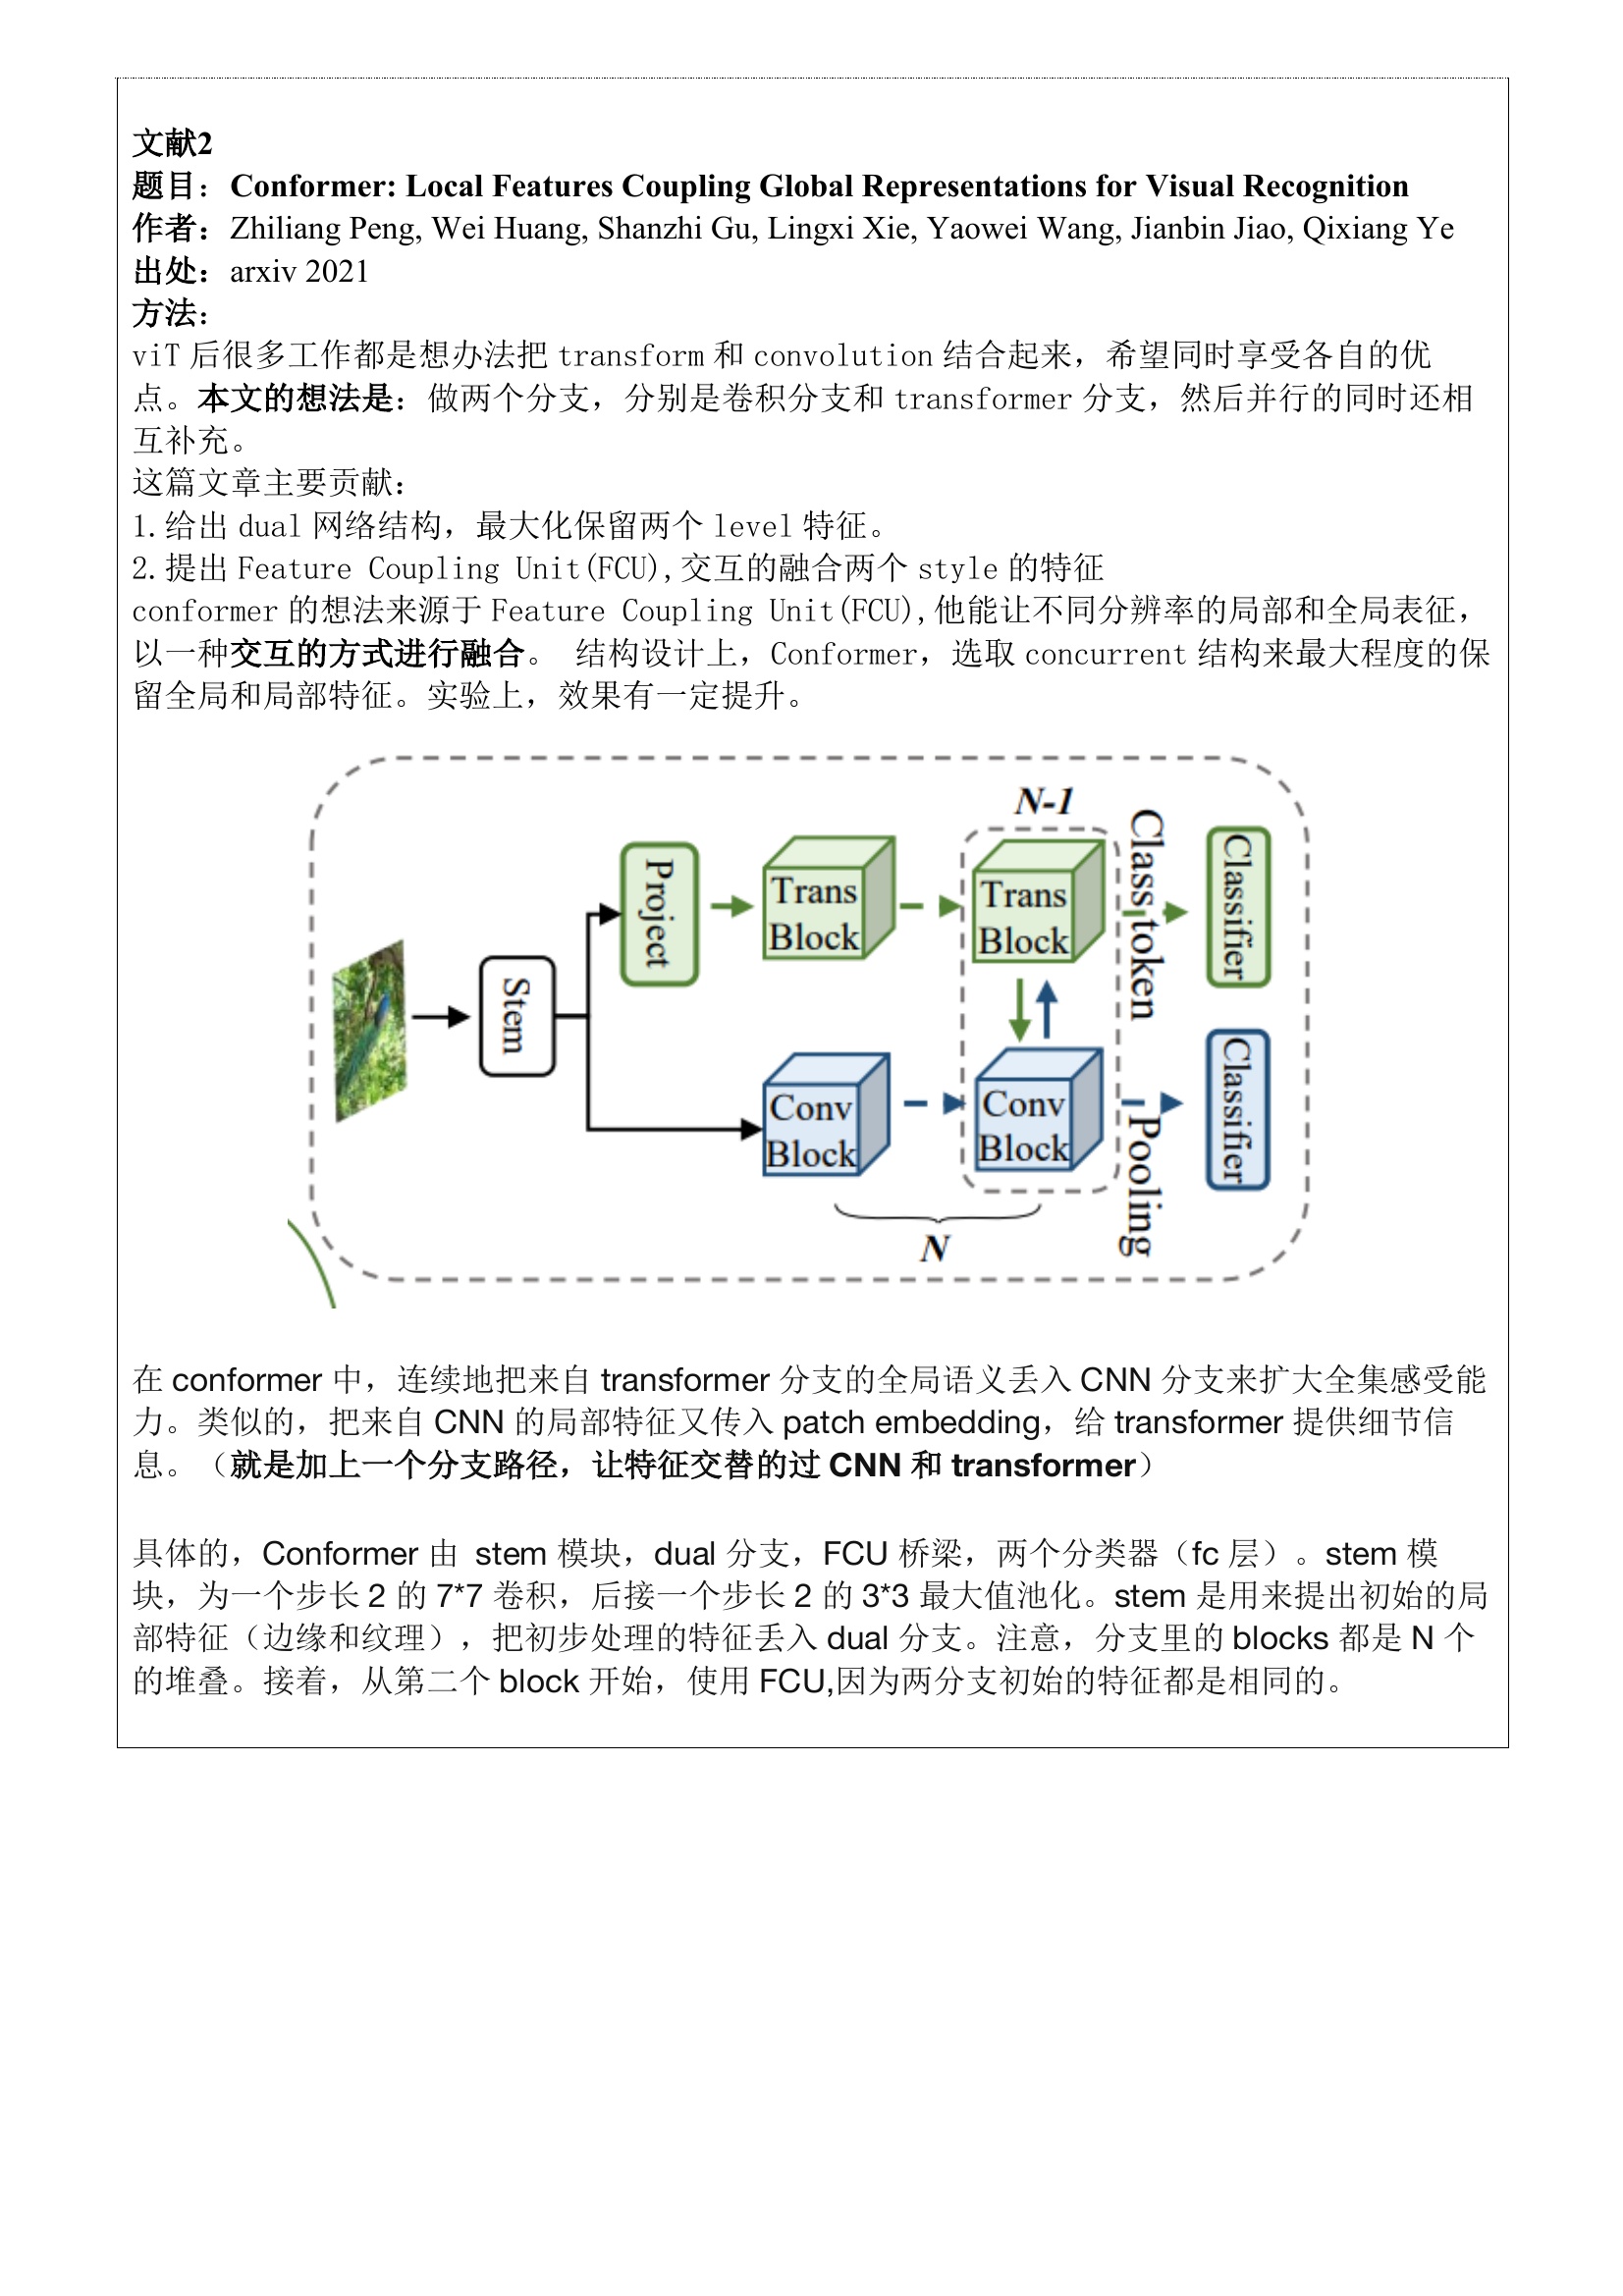 文献2
题目：Conformer: Local Features Coupling Global Representations for Visual Recognition
作者：Zhiliang Peng, Wei Huang, Shanzhi Gu, Lingxi Xie, Yaowei Wang, Jianbin Jiao, Qixiang Ye
出处：arxiv 2021
方法：
viT 后很多工作都是想办法把 transform 和 convolution 结合起来，希望同时享受各自的优
点。本文的想法是：做两个分支，分别是卷积分支和 transformer 分支，然后并行的同时还相
互补充。
这篇文章主要贡献：
1.给出 dual 网络结构，最大化保留两个 level 特征。
2.提出 Feature Coupling Unit(FCU),交互的融合两个 style 的特征
conformer 的想法来源于 Feature Coupling Unit(FCU),他能让不同分辨率的局部和全局表征，
以一种交互的方式进行融合。 结构设计上，Conformer，选取 concurrent 结构来最大程度的保
留全局和局部特征。实验上，效果有一定提升。
N-1
Stem
Project
Trans
Block
Trans
Block
Class token
Classifier
Conv
Block
Conv
Block
Pooling
Classifier
N
在 conformer 中，连续地把来自 transformer 分支的全局语义丢入 CNN 分支来扩大全集感受能
力。类似的，把来自 CNN 的局部特征又传入 patch embedding，给 transformer 提供细节信
息。（就是加上一个分支路径，让特征交替的过 CNN 和 transformer）
具体的，Conformer 由 stem 模块，dual 分支，FCU 桥梁，两个分类器（fc 层）。stem 模
块，为一个步长 2 的 7*7 卷积，后接一个步长 2 的 3*3 最大值池化。stem 是用来提出初始的局
部特征（边缘和纹理），把初步处理的特征丢入 dual 分支。注意，分支里的 blocks 都是 N 个
的堆叠。接着，从第二个 block 开始，使用 FCU,因为两分支初始的特征都是相同的。